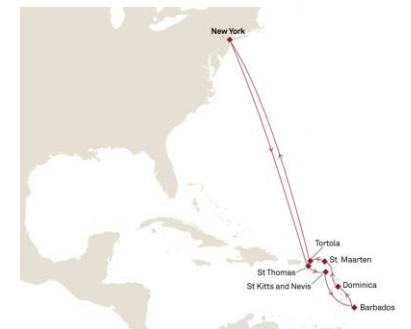 New York
Tortola
St Maarten
St Thomas
St Kitts and Nevis
Dominica
Barbados